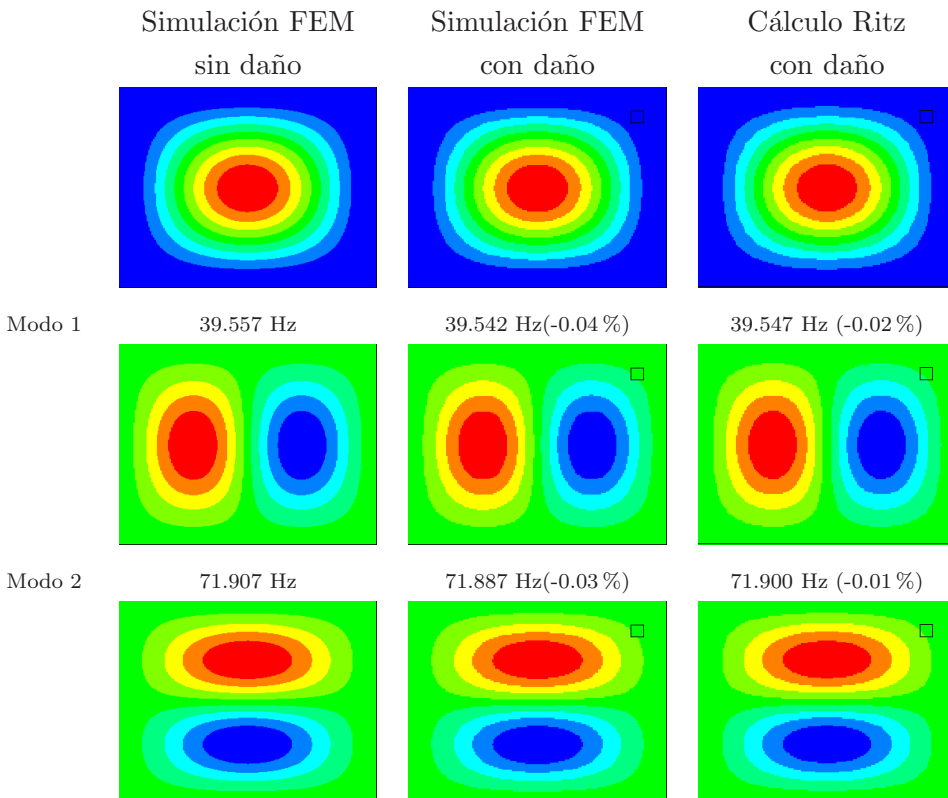 Simulación FEM Simulación FEM Cálculo Ritz
sin daño con daño con daño
Modo 1 39.557 Hz 39.542 Hz(-0.04 %) 39.547 Hz (-0.02 %)
Modo 2 71.907 Hz 71.887 Hz(-0.03 %) 71.900 Hz (-0.01 %)